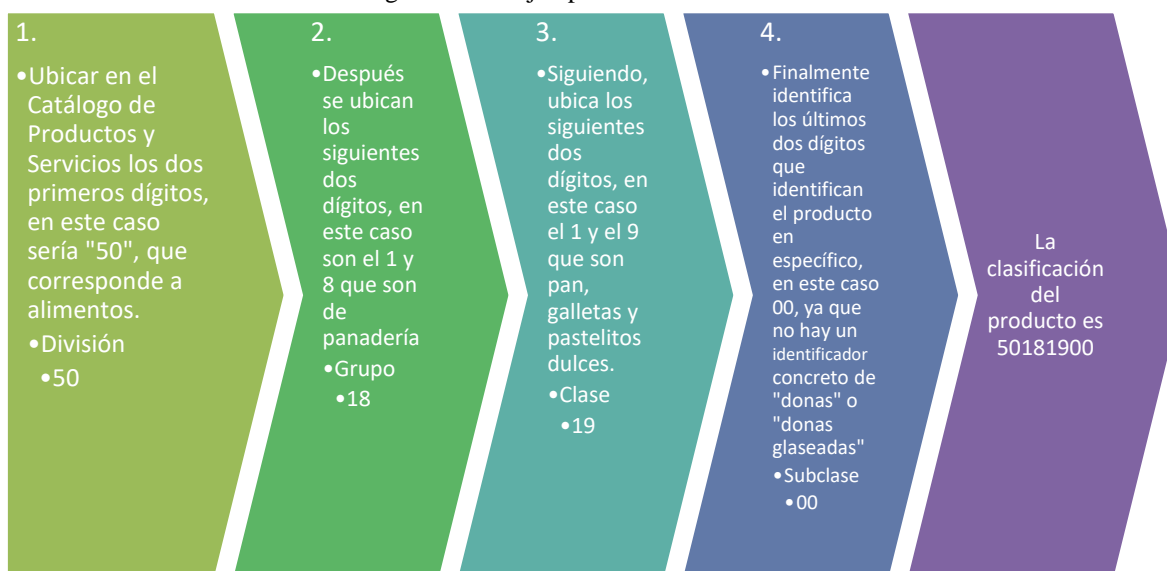 1.
•Ubicar en el
Catálogo de
Productos y
Servicios los dos
primeros dígitos,
en este caso
sería "50", que
corresponde a
alimentos.
•División
•50
2.
•Después
se ubican
los
siguientes
dos
dígitos, en
este caso
son el 1 y
8 que son
de
panadería
•Grupo
•18
3.
•Siguiendo,
ubica los
siguientes
dos
dígitos, en
este caso
el 1 y el 9
que son
pan,
galletas y
pastelitos
dulces.
•Clase
•19
4.
•Finalmente
identifica
los últimos
dos dígitos
que
identifican
el producto
en
específico,
en este caso
00, ya que
no hay un
identificador
concreto de
"donas" o
"donas
glaseadas"
•Subclase
•00
La
clasificación
del
producto es
50181900